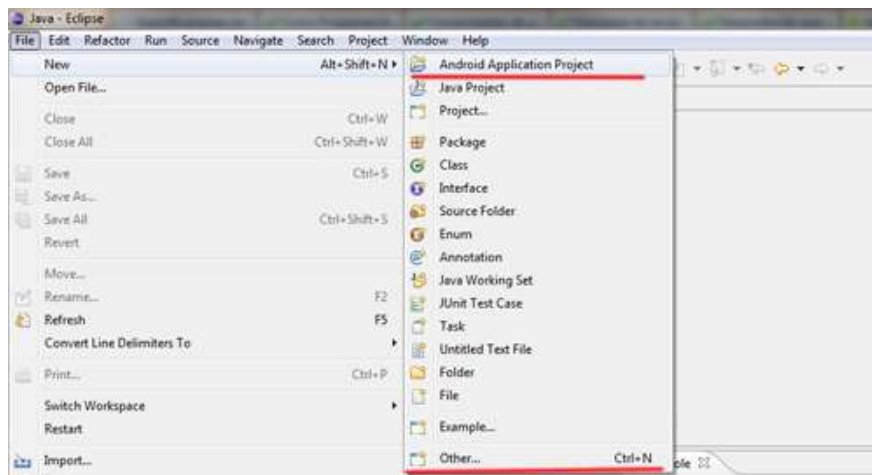 Java - Eclipse
File Edit Refactor Run Source Navigate Search Project Window Help
New Alt+Shift+N
Open File...
Close Ctrl+W
Close All Ctrl+Shift+W
Save Ctrl+S
Save As...
Save All Ctrl+Shift+S
Revert
Move...
Rename... F2
Refresh F5
Convert Line Delimiters To
Print... Ctrl+P
Switch Workspace
Restart
Import...
Android Application Project
Java Project
Project...
Package
Class
Interface
Source Folder
Enum
Annotation
Java Working Set
JUnit Test Case
Task
Untitled Text File
Folder
File
Example...
Other... Ctrl+N
ole